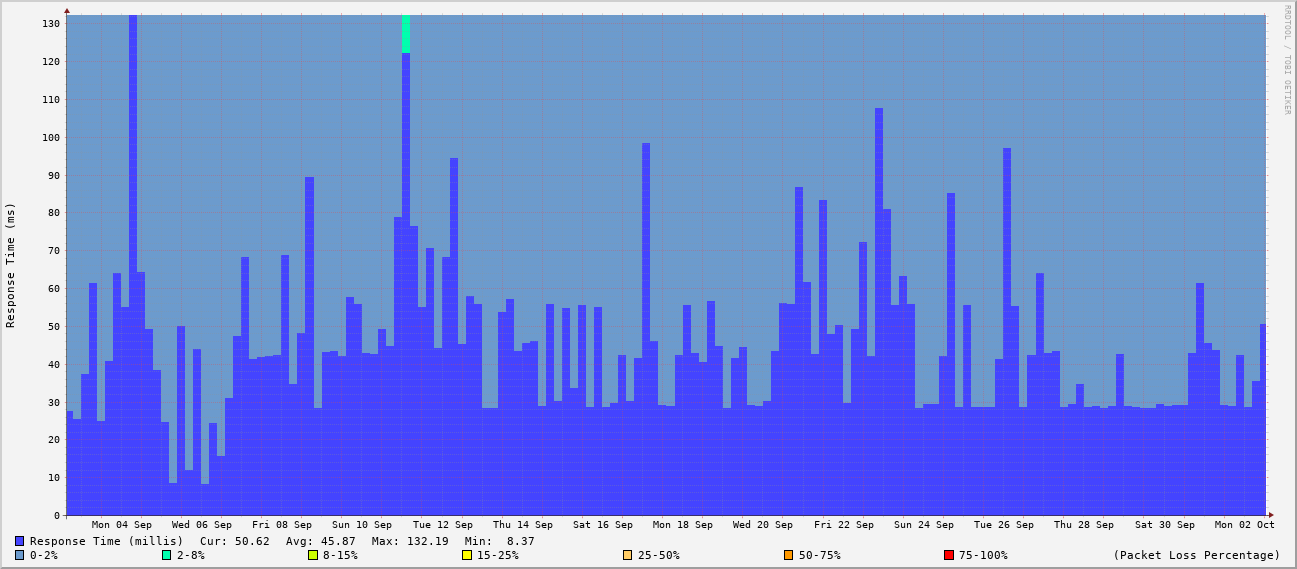 RRDTOOL / TOBI OETIKER
Response Time (ms)
130
120
110
100
90
80
70
60
50
40
30
20
10
0
Mon 04 Sep Wed 06 Sep Fri 08 Sep Sun 10 Sep Tue 12 Sep Thu 14 Sep Sat 16 Sep Mon 18 Sep Wed 20 Sep Fri 22 Sep Sun 24 Sep Tue 26 Sep Thu 28 Sep Sat 30 Sep Mon 02 Oct
Response Time (millis) Cur: 50.62 Avg: 45.87 Max: 132.19 Min: 8.37
0-2% 2-8% 8-15% 15-25% 25-50% 50-75% 75-100% (Packet Loss Percentage)